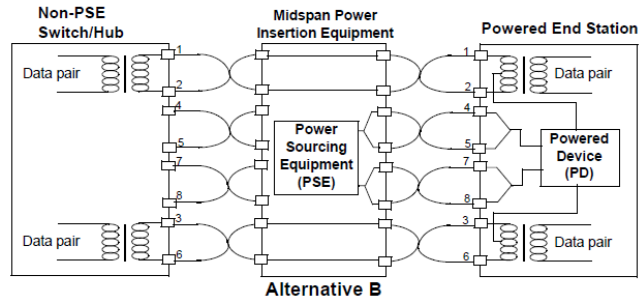 Non-PSE
Switch/Hub
Midspan Power
Insertion Equipment
Powered End Station
1
1
Data pair
Data pair
2
2
4
4
Power
Sourcing
Equipment
(PSE)
Powered
Device
(PD)
5
5
7
7
8
8
3
3
Data pair
Data pair
6
6
Alternative B